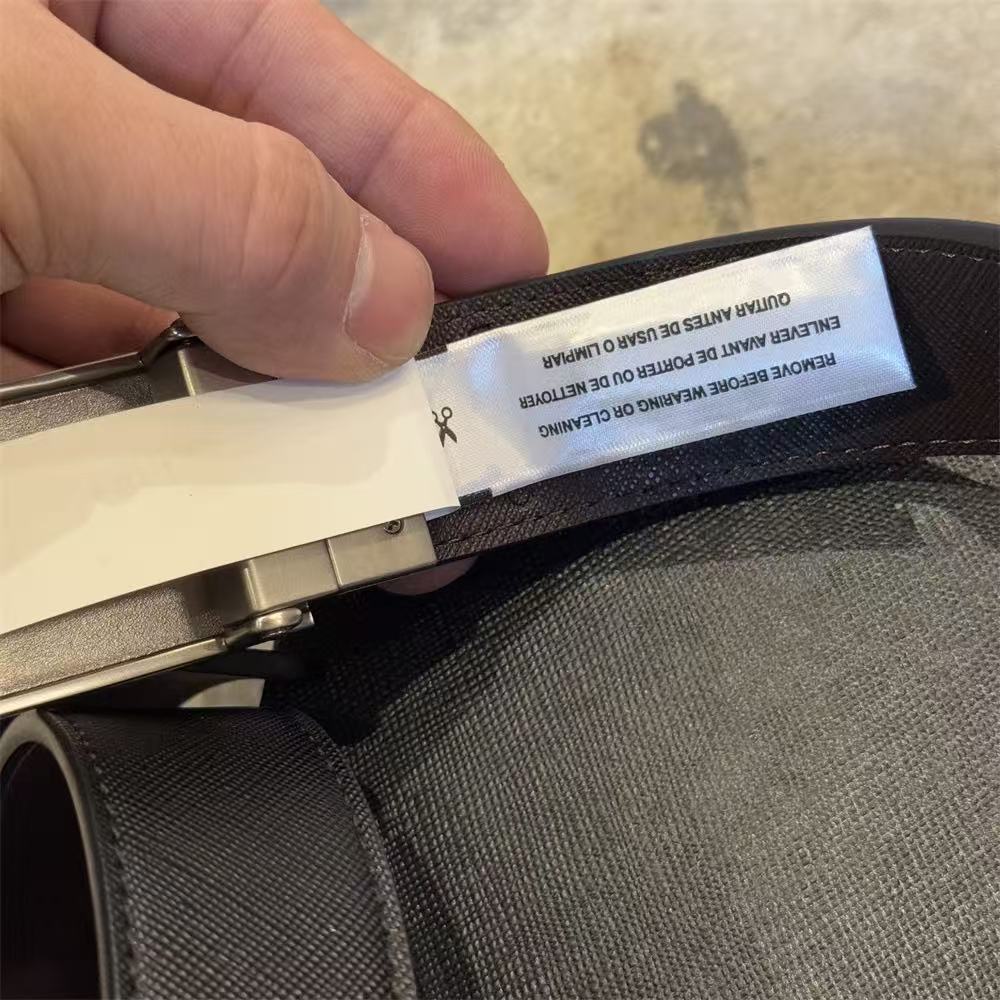 REMOVE BEFORE WEARING OR CLEANING
ENLEVER AVANT DE PORTER OU DE NETTOYER
QUITAR ANTES DE USAR O LIMPIAR